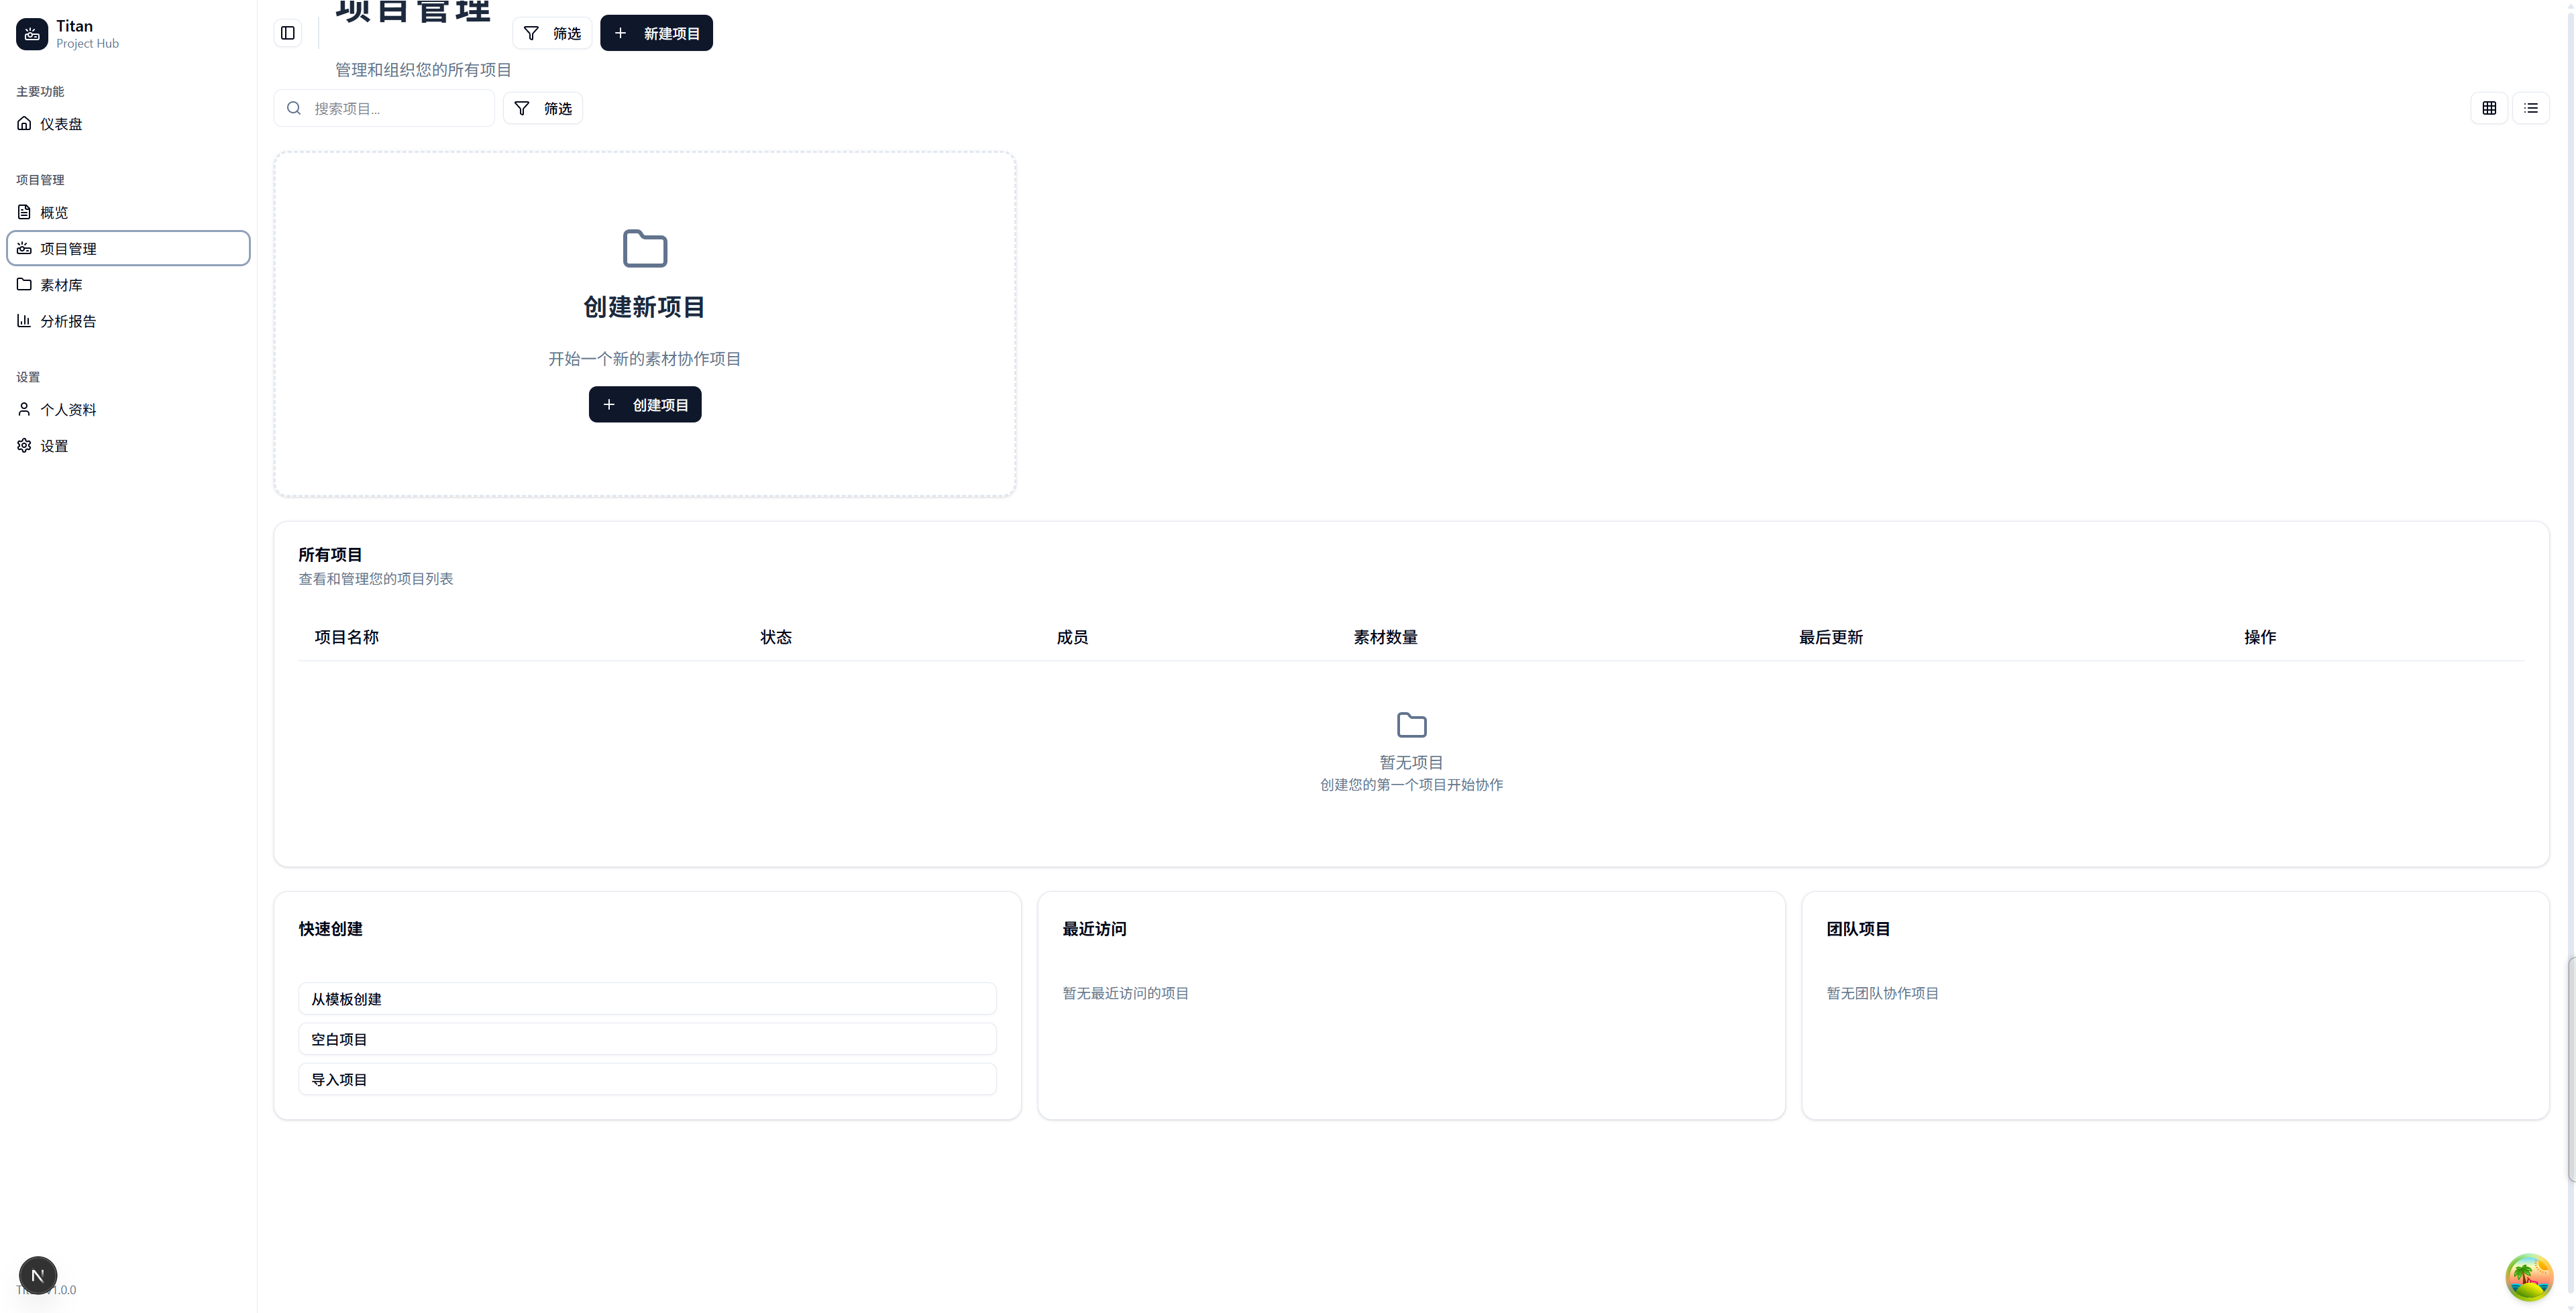 Titan
Project Hub
主要功能
仪表盘
项目管理
概览
项目管理
素材库
分析报告
设置
个人资料
设置
N
项目管理
管理和组织您的所有项目
筛选
新建项目
搜索项目...
筛选
创建新项目
开始一个新的素材协作项目
创建项目
所有项目
查看和管理您的项目列表
项目名称 状态 成员 素材数量 最后更新 操作
暂无项目
创建您的第一个项目开始协作
快速创建
从模板创建
空白项目
导入项目
最近访问
暂无最近访问的项目
团队项目
暂无团队协作项目